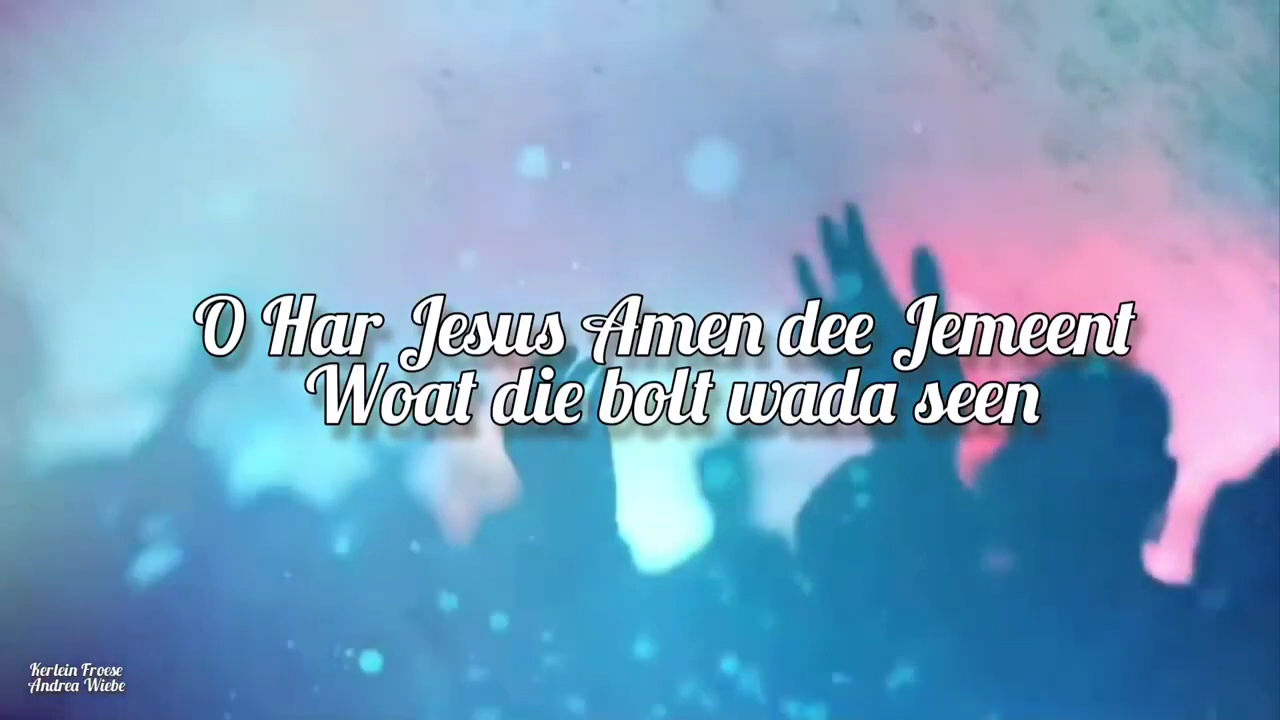 O Har Jesus Amen dee Jemeent
Woat die bolt wada seen
Kerlein Froese
Andrea Wiebe